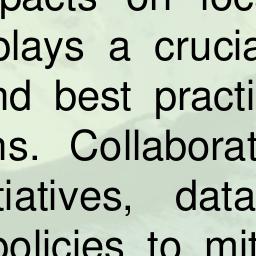 pacts on loc
plays a crucia
nd best practi
ns. Collaborat
tiatives, data
policies to mit